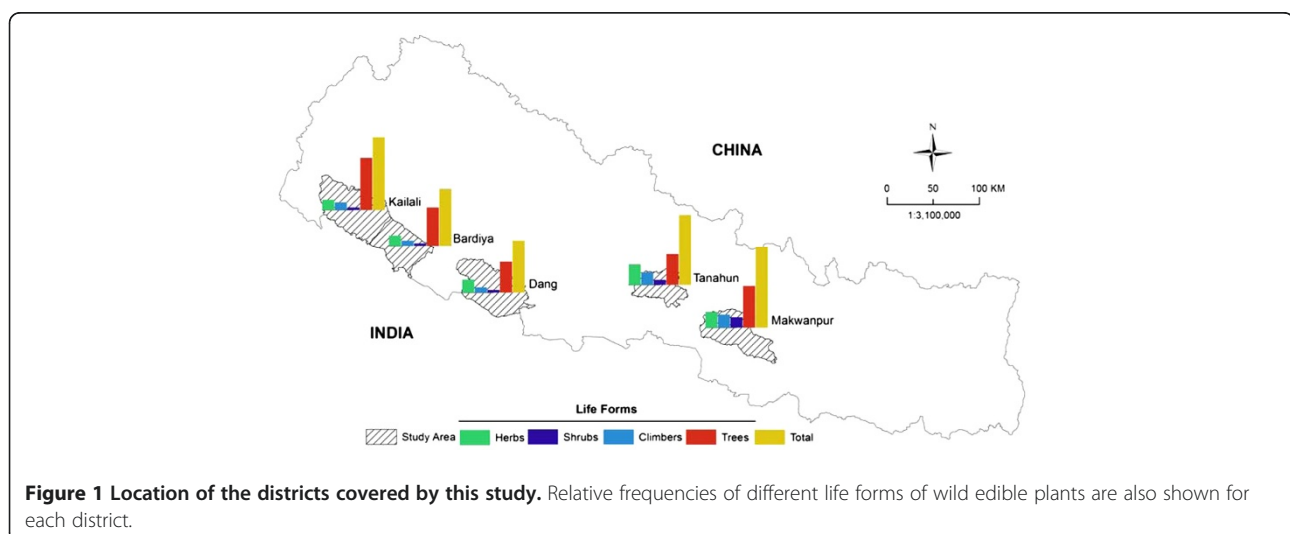 N
CHINA
0 50 100 KM
1:3,100,000
Kailali
Bardiya
Dang
Tanahun
Makwanpur
INDIA
Life Forms
Study Area Herbs Shrubs Climbers Trees Total
Figure 1 Location of the districts covered by this study. Relative frequencies of different life forms of wild edible plants are also shown for
each district.